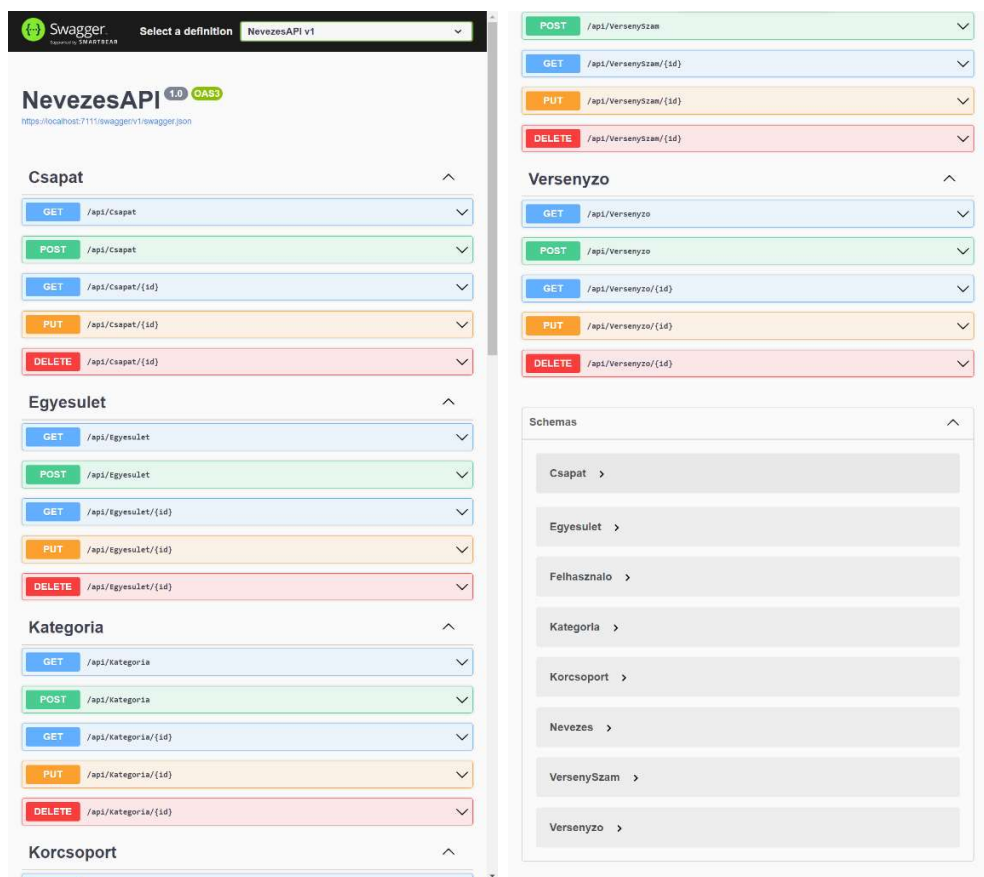 Swagger.
Supported by SMARTBEAR
Select a definition
NevezesAPI v1
NevezesAPI 1.0 OAS3
https://localhost:7111/swagger/v1/swagger.json
Csapat
GET /api/Csapat
POST /api/Csapat
GET /api/Csapat/{id}
PUT /api/Csapat/{id}
DELETE /api/Csapat/{id}
Egyesulet
GET /api/Egyesulet
POST /api/Egyesulet
GET /api/Egyesulet/{id}
PUT /api/Egyesulet/{id}
DELETE /api/Egyesulet/{id}
Kategoria
GET /api/Kategoria
POST /api/Kategoria
GET /api/Kategoria/{id}
PUT /api/Kategoria/{id}
DELETE /api/Kategoria/{id}
Korcsoport
POST /api/VersenySzam
GET /api/VersenySzam/{id}
PUT /api/VersenySzam/{id}
DELETE /api/VersenySzam/{id}
Versenyzo
GET /api/Versenyzo
POST /api/Versenyzo
GET /api/Versenyzo/{id}
PUT /api/Versenyzo/{id}
DELETE /api/Versenyzo/{id}
Schemas
Csapat
Egyesulet
Felhasznalo
Kategoria
Korcsoport
Nevezes
VersenySzam
Versenyzo